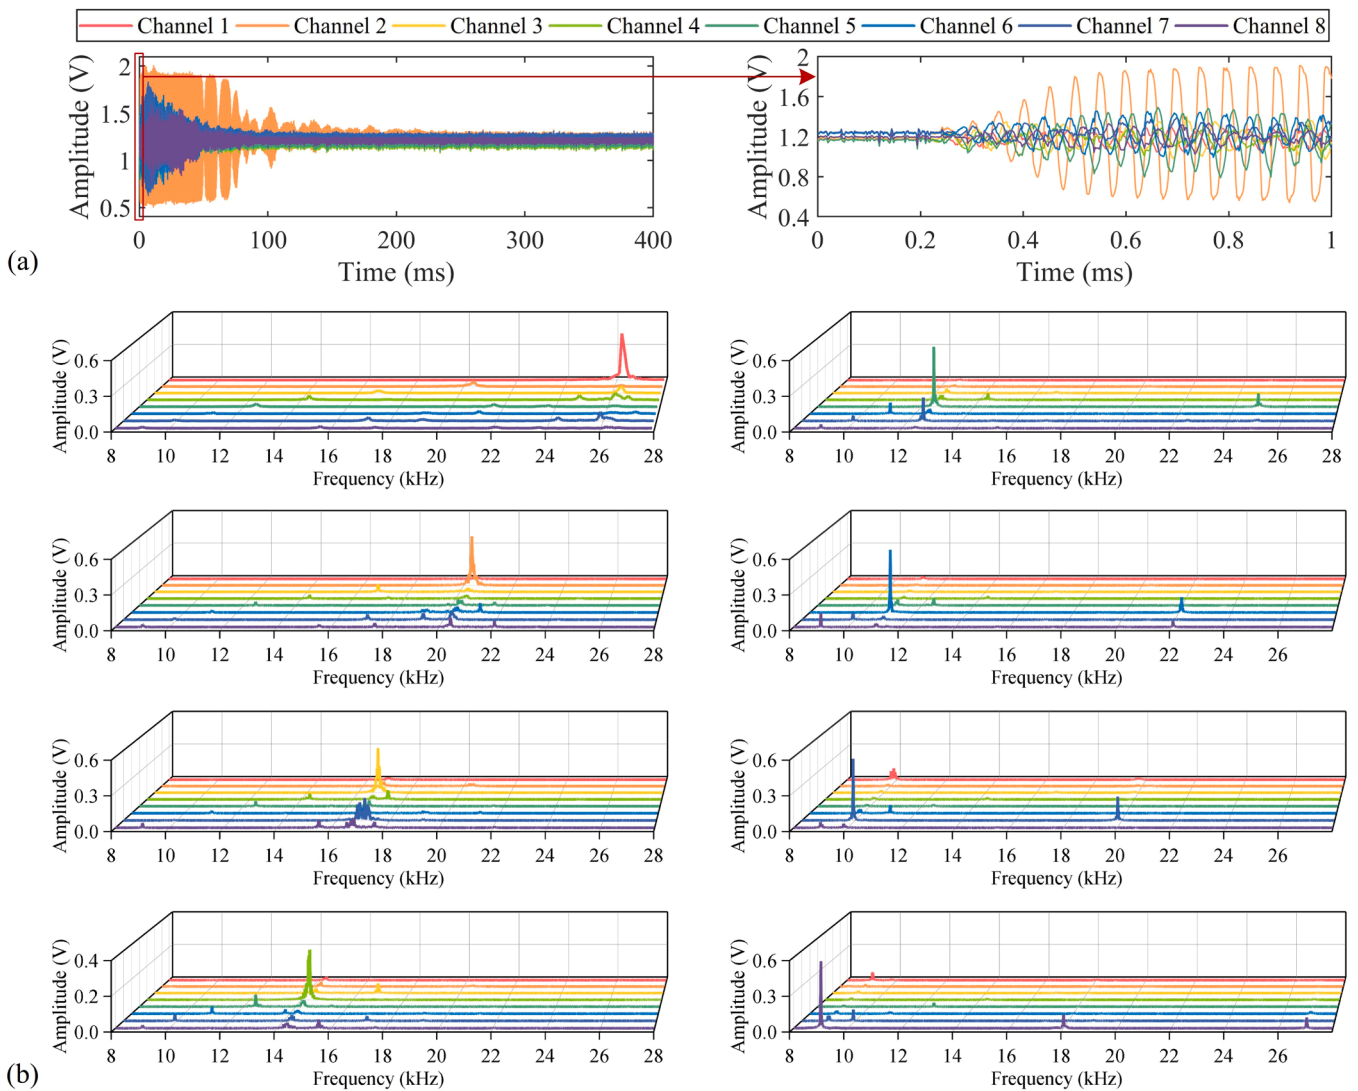 Channel 1 Channel 2 Channel 3 Channel 4 Channel 5 Channel 6 Channel 7 Channel 8
Amplitude (V)
2
1.5
1
0.5
0 100 200 300 400
Time (ms)
Amplitude (V)
2
1.6
1.2
0.8
0.4
0 0.2 0.4 0.6 0.8 1
Time (ms)
(a)
Amplitude (V)
0.6
0.3
0.0
8 10 12 14 16 18 20 22 24 26 28
Frequency (kHz)
Amplitude (V)
0.6
0.3
0.0
8 10 12 14 16 18 20 22 24 26 28
Frequency (kHz)
Amplitude (V)
0.6
0.3
0.0
8 10 12 14 16 18 20 22 24 26 28
Frequency (kHz)
Amplitude (V)
0.6
0.3
0.0
8 10 12 14 16 18 20 22 24 26
Frequency (kHz)
Amplitude (V)
0.6
0.3
0.0
8 10 12 14 16 18 20 22 24 26 28
Frequency (kHz)
Amplitude (V)
0.6
0.3
0.0
8 10 12 14 16 18 20 22 24 26
Frequency (kHz)
Amplitude (V)
0.4
0.2
0.0
8 10 12 14 16 18 20 22 24 26 28
Frequency (kHz)
Amplitude (V)
0.6
0.3
0.0
8 10 12 14 16 18 20 22 24 26
Frequency (kHz)
(b)